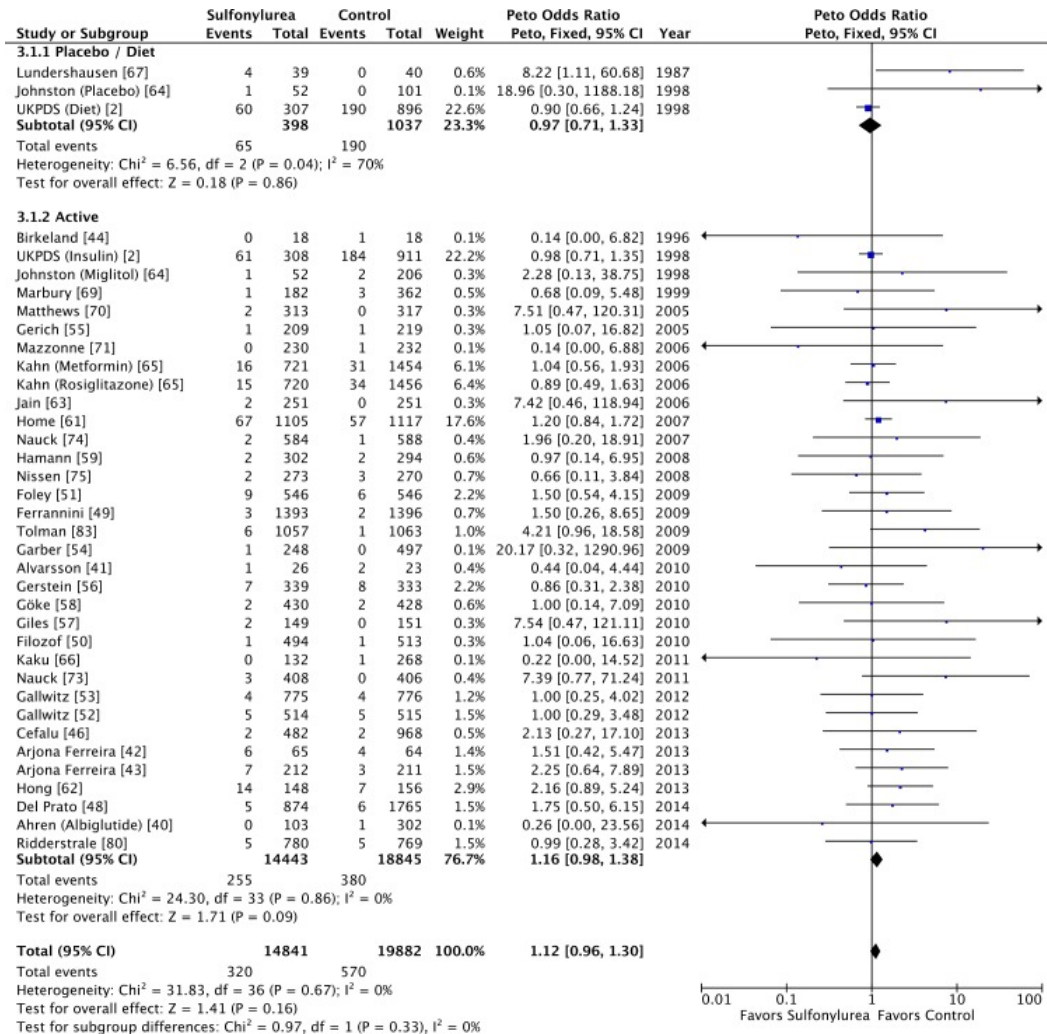 Sulfonylurea Control Peto Odds Ratio Peto Odds Ratio
Study or Subgroup Events Total Events Total Weight Peto, Fixed, 95% CI Year Peto, Fixed, 95% CI
3.1.1 Placebo / Diet
Lundershausen [67] 4 39 0 40 0.6% 8.22 [1.11, 60.68] 1987
Johnston (Placebo) [64] 1 52 0 101 0.1% 18.96 [0.30, 1188.18] 1998
UKPDS (Diet) [2] 60 307 190 896 22.6% 0.90 [0.66, 1.24] 1998
Subtotal (95% CI) 398 1037 23.3% 0.97 [0.71, 1.33]
Total events 65 190
Heterogeneity: Chi² = 6.56, df = 2 (P = 0.04); I² = 70%
Test for overall effect: Z = 0.18 (P = 0.86)
3.1.2 Active
Birkeland [44] 0 18 1 18 0.1% 0.14 [0.00, 6.82] 1996
UKPDS (Insulin) [2] 61 308 184 911 22.2% 0.98 [0.71, 1.35] 1998
Johnston (Miglitol) [64] 1 52 2 206 0.3% 2.28 [0.13, 38.75] 1998
Marbury [69] 1 182 3 362 0.5% 0.68 [0.09, 5.48] 1999
Matthews [70] 2 313 0 317 0.3% 7.51 [0.47, 120.31] 2005
Gerich [55] 1 209 1 219 0.3% 1.05 [0.07, 16.82] 2005
Mazzonne [71] 0 230 1 232 0.1% 0.14 [0.00, 6.88] 2006
Kahn (Metformin) [65] 16 721 31 1454 6.1% 1.04 [0.56, 1.93] 2006
Kahn (Rosiglitazone) [65] 15 720 34 1456 6.4% 0.89 [0.49, 1.63] 2006
Jain [63] 2 251 0 251 0.3% 7.42 [0.46, 118.94] 2006
Home [61] 67 1105 57 1117 17.6% 1.20 [0.84, 1.72] 2007
Nauck [74] 2 584 1 588 0.4% 1.96 [0.20, 18.91] 2007
Hamann [59] 2 302 2 294 0.6% 0.97 [0.14, 6.95] 2008
Nissen [75] 2 273 3 270 0.7% 0.66 [0.11, 3.84] 2008
Foley [51] 9 546 6 546 2.2% 1.50 [0.54, 4.15] 2009
Ferrannini [49] 3 1393 2 1396 0.7% 1.50 [0.26, 8.65] 2009
Tolman [83] 6 1057 1 1063 1.0% 4.21 [0.96, 18.58] 2009
Garber [54] 1 248 0 497 0.1% 20.17 [0.32, 1290.96] 2009
Alvarsson [41] 1 26 2 23 0.4% 0.44 [0.04, 4.44] 2010
Gerstein [56] 7 339 8 333 2.2% 0.86 [0.31, 2.38] 2010
Göke [58] 2 430 2 428 0.6% 1.00 [0.14, 7.09] 2010
Giles [57] 2 149 0 151 0.3% 7.54 [0.47, 121.11] 2010
Filozof [50] 1 494 1 513 0.3% 1.04 [0.06, 16.63] 2010
Kaku [66] 0 132 1 268 0.1% 0.22 [0.00, 14.52] 2011
Nauck [73] 3 408 0 406 0.4% 7.39 [0.77, 71.24] 2011
Gallwitz [53] 4 775 4 776 1.2% 1.00 [0.25, 4.02] 2012
Gallwitz [52] 5 514 5 515 1.5% 1.00 [0.29, 3.48] 2012
Cefalu [46] 2 482 2 968 0.5% 2.13 [0.27, 17.10] 2013
Arjona Ferreira [42] 6 65 4 64 1.4% 1.51 [0.42, 5.47] 2013
Arjona Ferreira [43] 7 212 3 211 1.5% 2.25 [0.64, 7.89] 2013
Hong [62] 14 148 7 156 2.9% 2.16 [0.89, 5.24] 2013
Del Prato [48] 5 874 6 1765 1.5% 1.75 [0.50, 6.15] 2014
Ahren (Albiglutide) [40] 0 103 1 302 0.1% 0.26 [0.00, 23.56] 2014
Ridderstrale [80] 5 780 5 769 1.5% 0.99 [0.28, 3.42] 2014
Subtotal (95% CI) 14443 18845 76.7% 1.16 [0.98, 1.38]
Total events 255 380
Heterogeneity: Chi² = 24.30, df = 33 (P = 0.86); I² = 0%
Test for overall effect: Z = 1.71 (P = 0.09)
Total (95% CI) 14841 19882 100.0% 1.12 [0.96, 1.30]
Total events 320 570
Heterogeneity: Chi² = 31.83, df = 36 (P = 0.67); I² = 0%
Test for overall effect: Z = 1.41 (P = 0.16)
Test for subgroup differences: Chi² = 0.97, df = 1 (P = 0.33), I² = 0%
0.01 0.1 1 10 100
Favors Sulfonylurea Favors Control